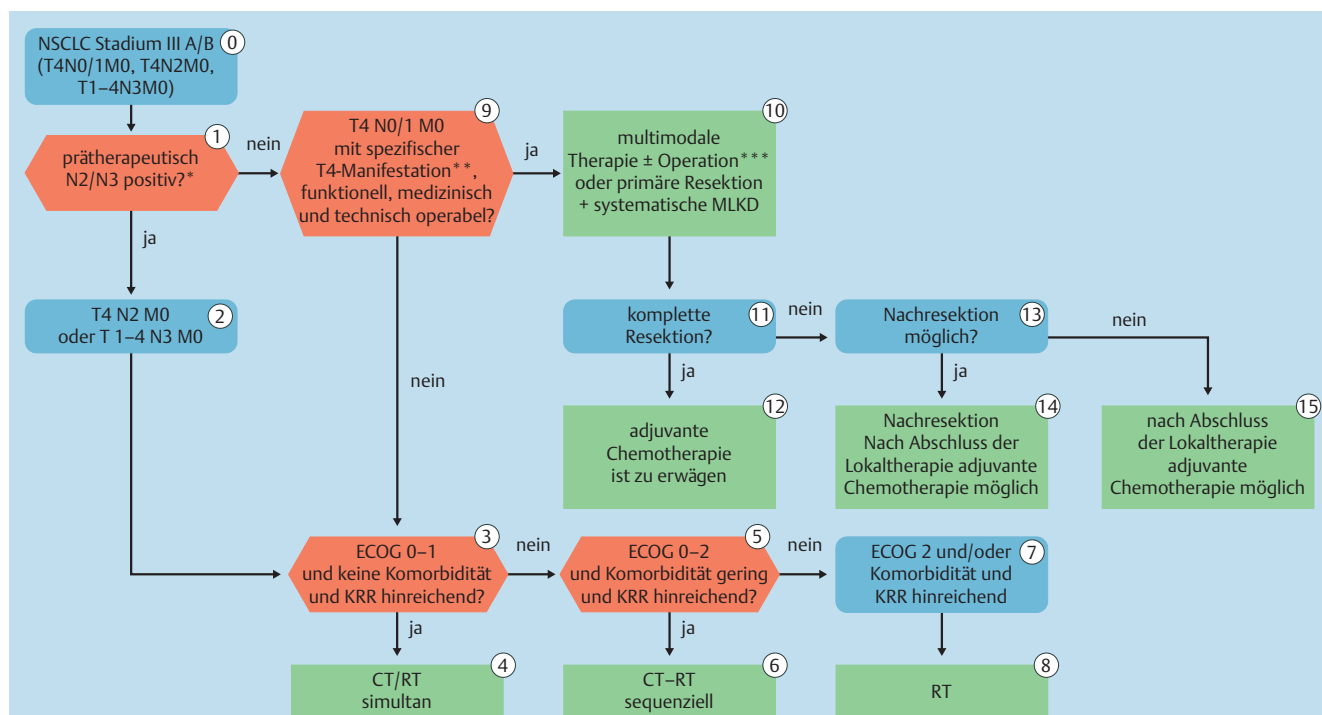 NSCLC Stadium III A/B
(T4N0/1M0, T4N2M0,
T1–4N3M0)
0
prätherapeutisch
N2/N3 positiv?*
1
nein
ja
T4 N0/1 M0
mit spezifischer
T4-Manifestation**,
funktionell, medizinisch
und technisch operabel?
9
ja
nein
multimodale
Therapie ± Operation***
oder primäre Resektion
+ systematische MLKD
10
T4 N2 M0
oder T 1–4 N3 M0
2
komplette
Resektion?
11
nein
ja
Nachresektion
möglich?
13
nein
ja
adjuvante
Chemotherapie
ist zu erwägen
12
Nachresektion
Nach Abschluss der
Lokaltherapie adjuvante
Chemotherapie möglich
14
nach Abschluss
der Lokaltherapie
adjuvante
Chemotherapie möglich
15
ECOG 0–1
und keine Komorbidität
und KRR hinreichend?
3
nein
ja
ECOG 0–2
und Komorbidität gering
und KRR hinreichend?
5
nein
ja
ECOG 2 und/oder
Komorbidität und
KRR hinreichend
7
CT/RT
simultan
4
CT–RT
sequenziell
6
RT
8